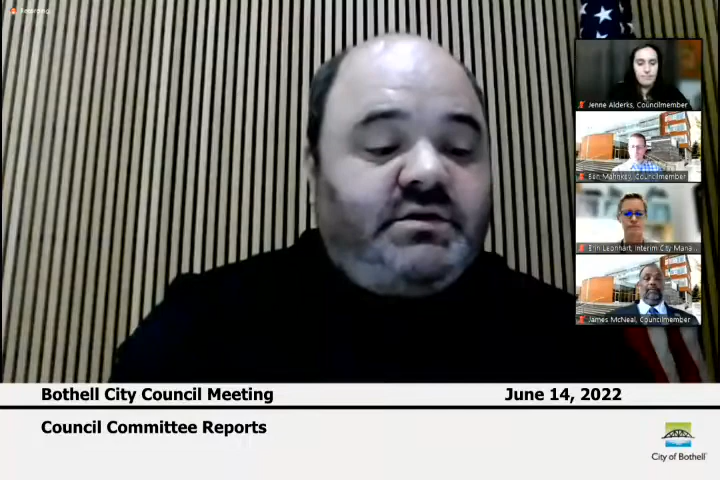 Recording
Jenne Alderks, Councilmember
Ben Mahnkey, Councilmember
Erin Leonhart, Interim City Mana...
James McNeal, Councilmember
Bothell City Council Meeting
June 14, 2022
Council Committee Reports
City of Bothell